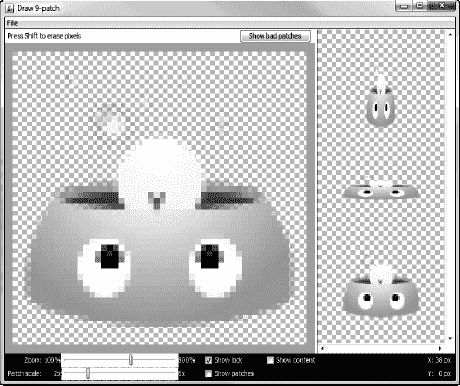 Draw 9-patch
File
Press Shift to erase pixels
Show bad patches
Zoom: 100% 800% Show lock Show content X: 38 px
Patch scale: 2x 6x Show patches Y: 0 px